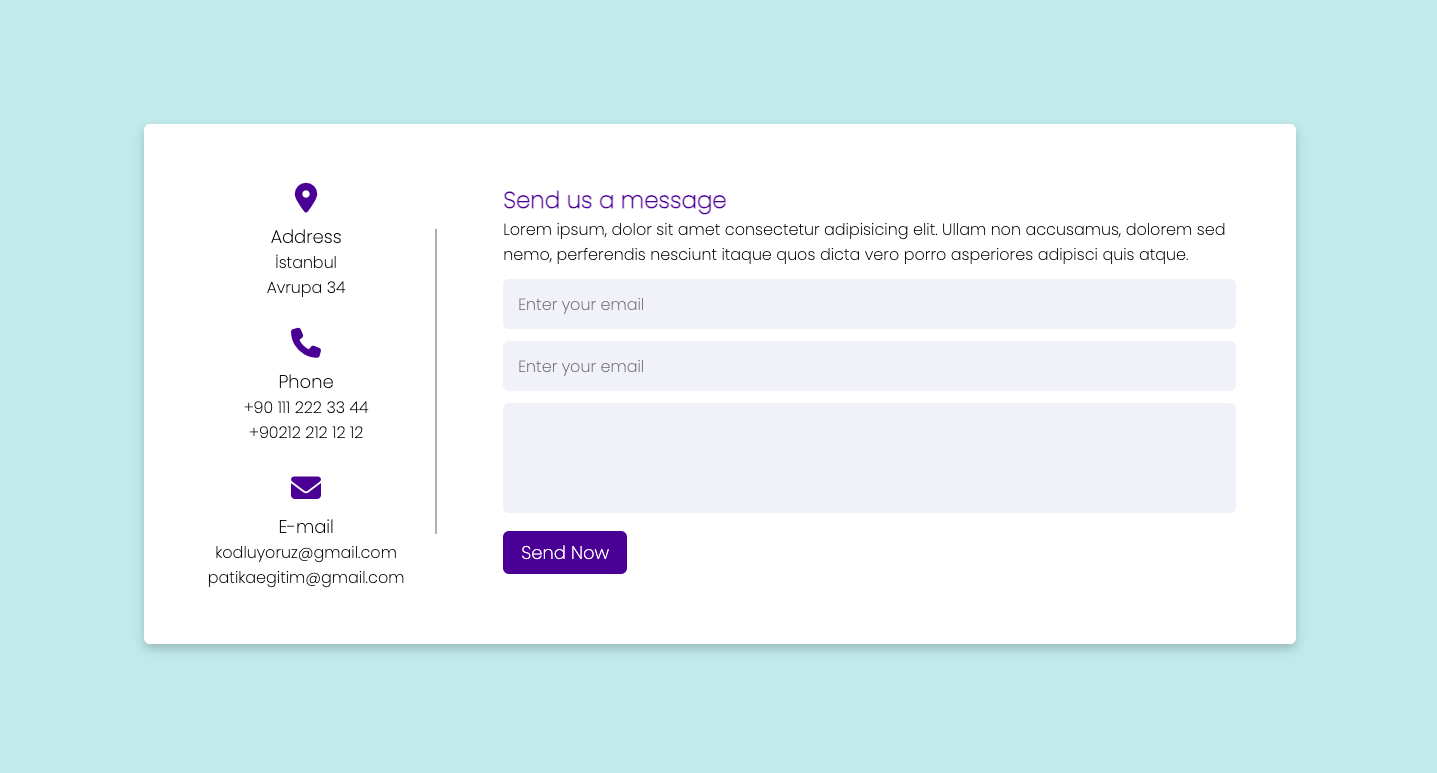 Address
İstanbul
Avrupa 34
Phone
+90 111 222 33 44
+90212 212 12 12
E-mail
kodluyoruz@gmail.com
patikaegitim@gmail.com
Send us a message
Lorem ipsum, dolor sit amet consectetur adipisicing elit. Ullam non accusamus, dolorem sed
nemo, perferendis nesciunt itaque quos dicta vero porro asperiores adipisci quis atque.
Enter your email
Enter your email
Send Now